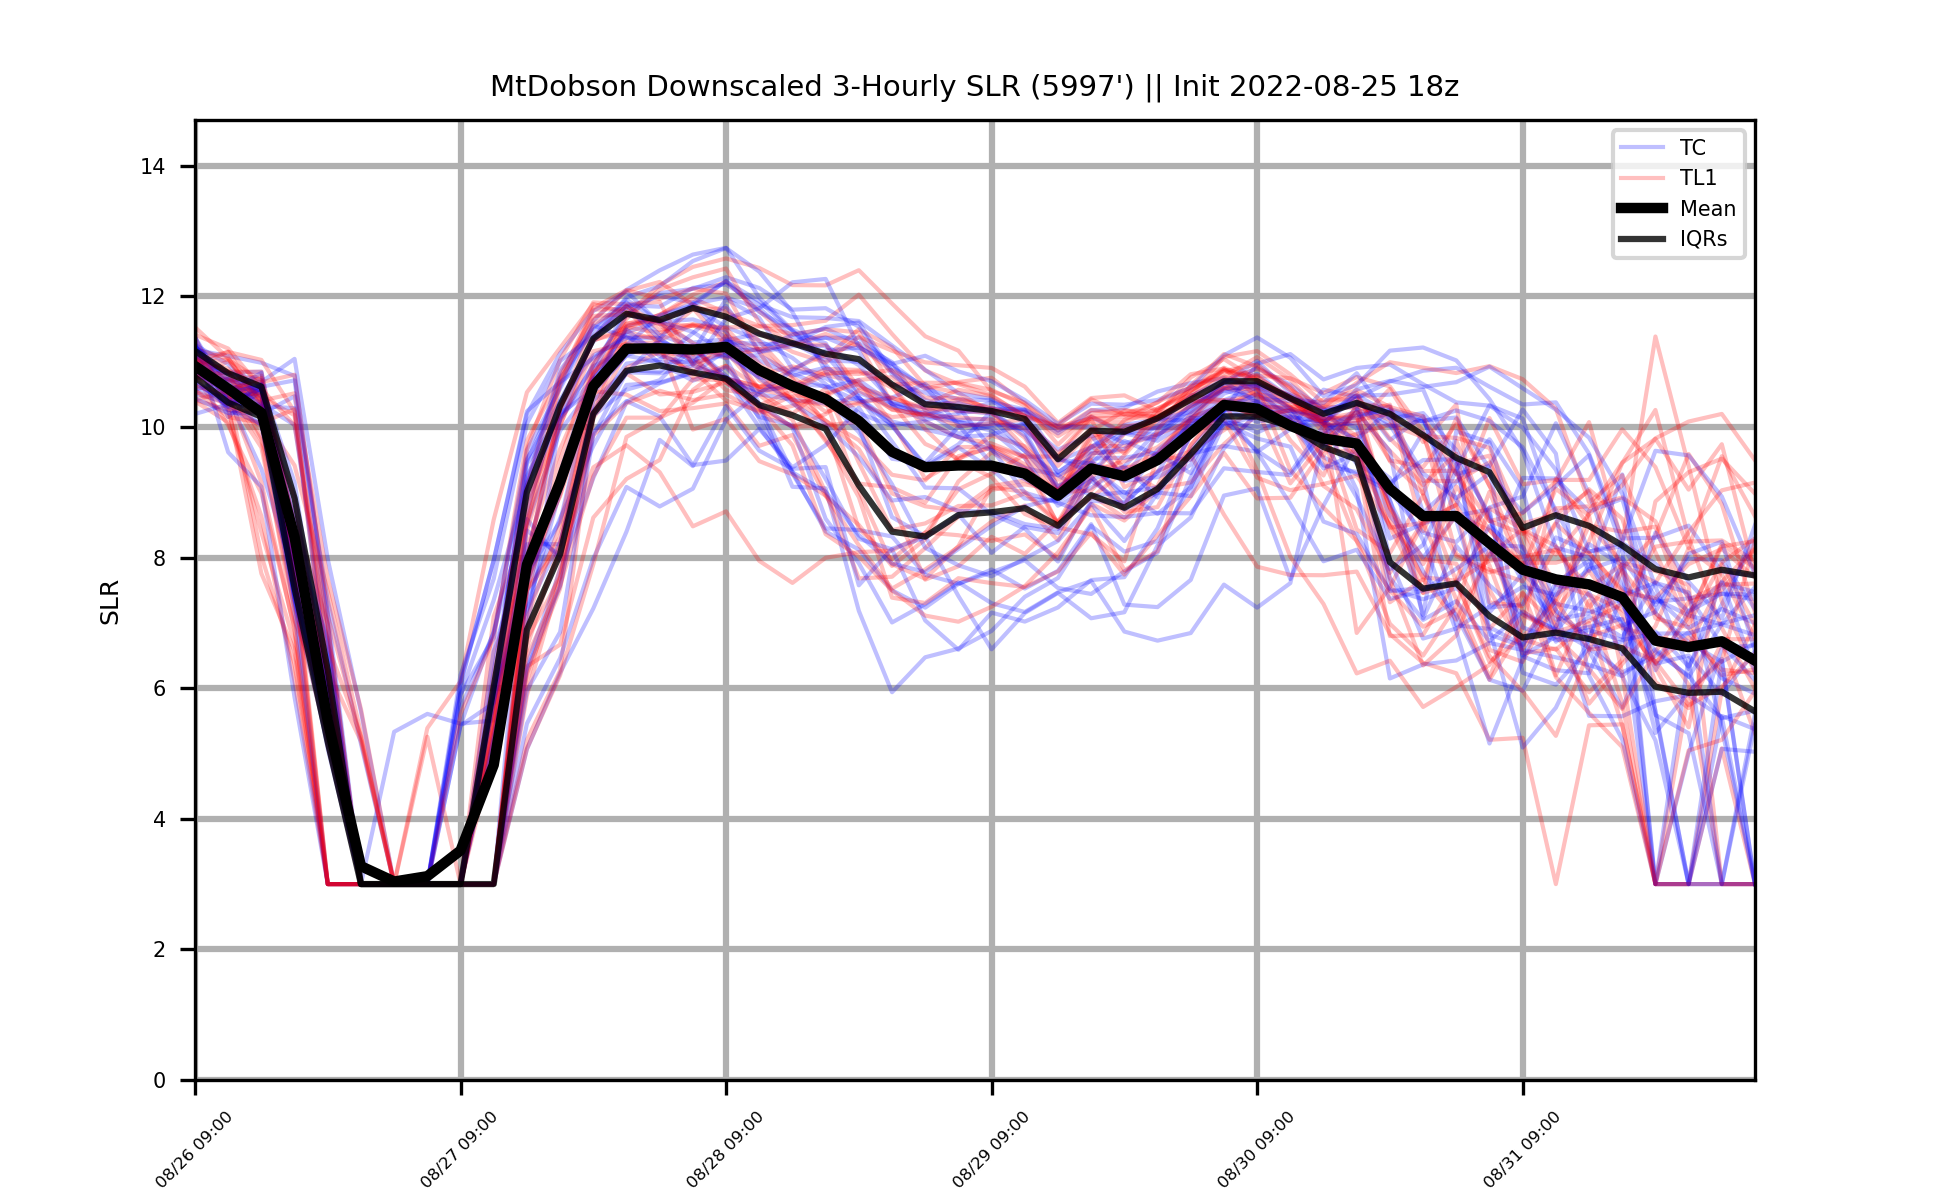 MtDobson Downscaled 3-Hourly SLR (5997') || Init 2022-08-25 18z
TC
TL1
Mean
IQRs
SLR
14
12
10
8
6
4
2
0
08/26 09:00
08/27 09:00
08/28 09:00
08/29 09:00
08/30 09:00
08/31 09:00